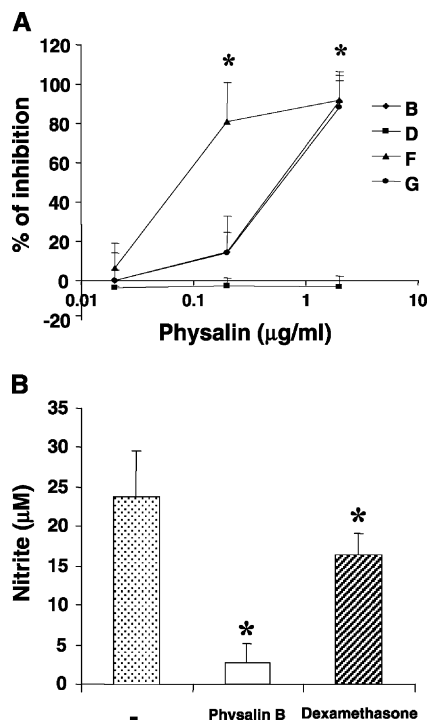 A
120
100
80
60
40
20
0
-20
% of inhibition
* *
B
D
F
G
0.01 0.1 1 10
Physalin (μg/ml)
B
35
30
25
20
15
10
5
0
Nitrite (μM)
*
*
- Physalin B Dexamethasone